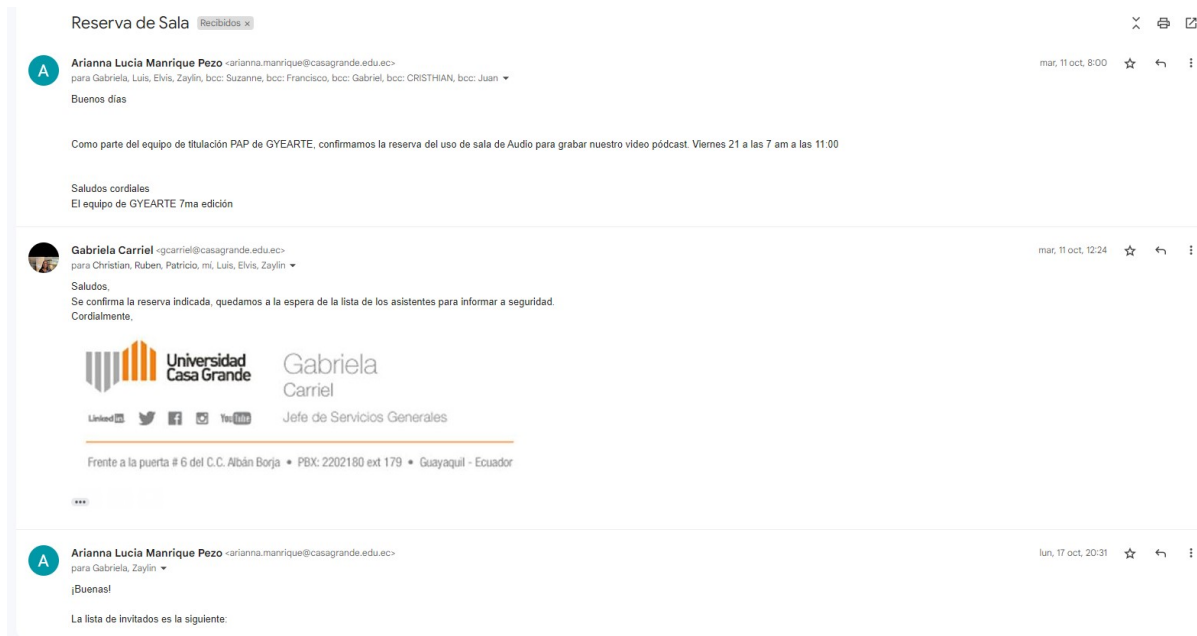 Reserva de Sala Recibidos x
Arianna Lucia Manrique Pezo <arianna.manrique@casagrande.edu.ec> mar, 11 oct, 8:00
para Gabriela, Luis, Elvis, Zaylin, bcc: Suzanne, bcc: Francisco, bcc: Gabriel, bcc: CRISTHIAN, bcc: Juan
Buenos días
Como parte del equipo de titulación PAP de GYEARTE, confirmamos la reserva del uso de sala de Audio para grabar nuestro video pódcast. Viernes 21 a las 7 am a las 11:00
Saludos cordiales
El equipo de GYEARTE 7ma edición
Gabriela Carriel <gcarriel@casagrande.edu.ec> mar, 11 oct, 12:24
para Christian, Ruben, Patricio, mí, Luis, Elvis, Zaylin
Saludos,
Se confirma la reserva indicada, quedamos a la espera de la lista de los asistentes para informar a seguridad.
Cordialmente,
Universidad
Casa Grande
Gabriela
Carriel
LinkedIn YouTube Jefe de Servicios Generales
Frente a la puerta # 6 del C.C. Albán Borja • PBX: 2202180 ext 179 • Guayaquil - Ecuador
A Arianna Lucia Manrique Pezo <arianna.manrique@casagrande.edu.ec> lun, 17 oct, 20:31
para Gabriela, Zaylin
¡Buenas!
La lista de invitados es la siguiente: